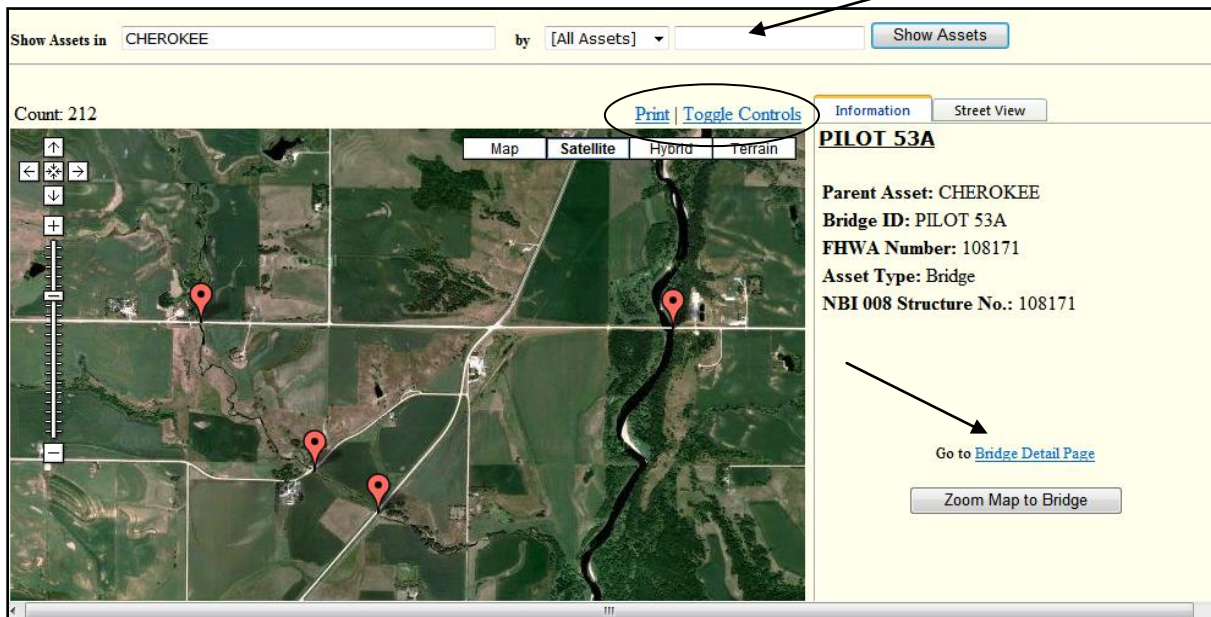 Show Assets in CHEROKEE by [All Assets] Show Assets
Count: 212
Print | Toggle Controls
Map Satellite Hybrid Terrain
Information Street View
PILOT 53A
Parent Asset: CHEROKEE
Bridge ID: PILOT 53A
FHWA Number: 108171
Asset Type: Bridge
NBI 008 Structure No.: 108171
Go to Bridge Detail Page
Zoom Map to Bridge